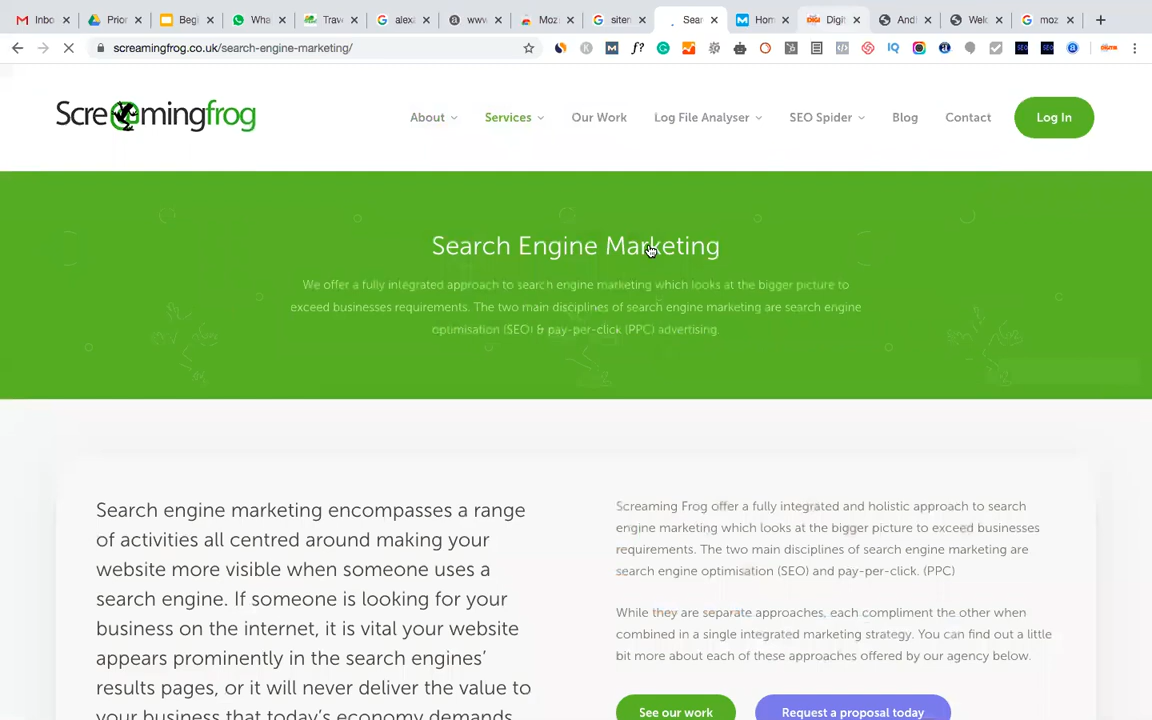 Inbo
Prior
Begi
Wha
Trave
alexa
www
Moz
siten
Sear
Hom
Digit
Andi
Welc
moz
screamingfrog.co.uk/search-engine-marketing/
Screamingfrog
About
Services
Our Work
Log File Analyser
SEO Spider
Blog
Contact
Log In
Search Engine Marketing
We offer a fully integrated approach to search engine marketing which looks at the bigger picture to
exceed businesses requirements. The two main disciplines of search engine marketing are search engine
optimisation (SEO) & pay-per-click (PPC) advertising.
Search engine marketing encompasses a range
of activities all centred around making your
website more visible when someone uses a
search engine. If someone is looking for your
business on the internet, it is vital your website
appears prominently in the search engines'
results pages, or it will never deliver the value to
your business that today's economy demands.
Screaming Frog offer a fully integrated and holistic approach to search
engine marketing which looks at the bigger picture to exceed businesses
requirements. The two main disciplines of search engine marketing are
search engine optimisation (SEO) and pay-per-click. (PPC)
While they are separate approaches, each compliment the other when
combined in a single integrated marketing strategy. You can find out a little
bit more about each of these approaches offered by our agency below.
See our work
Request a proposal today